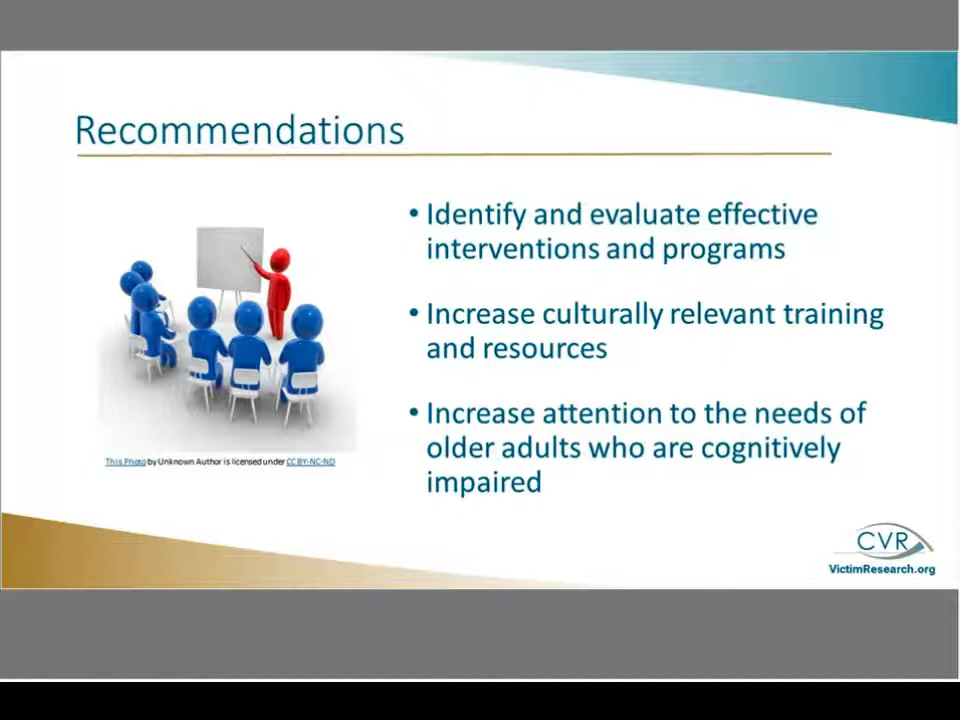 Recommendations
• Identify and evaluate effective
interventions and programs
• Increase culturally relevant training
and resources
• Increase attention to the needs of
older adults who are cognitively
impaired
This Photo by Unknown Author is licensed under CC BY-NC-ND
CVR
VictimResearch.org